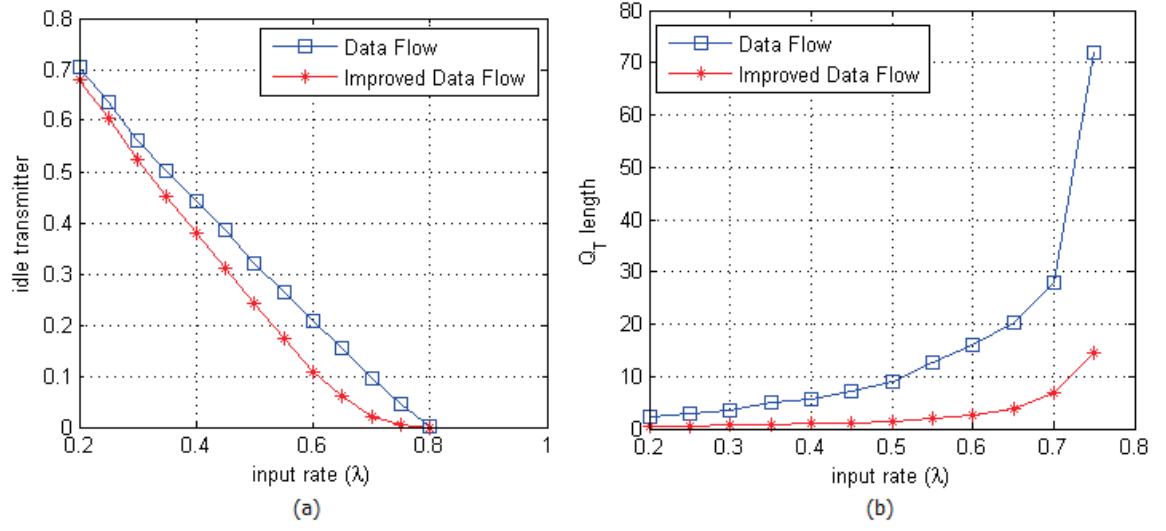 0.8
0.7
0.6
0.5
0.4
0.3
0.2
0.1
0
idle transmitter
Data Flow
Improved Data Flow
0.2 0.4 0.6 0.8 1
input rate (λ)
(a)
80
70
60
50
40
30
20
10
0
Q_T length
Data Flow
Improved Data Flow
0.2 0.3 0.4 0.5 0.6 0.7 0.8
input rate (λ)
(b)